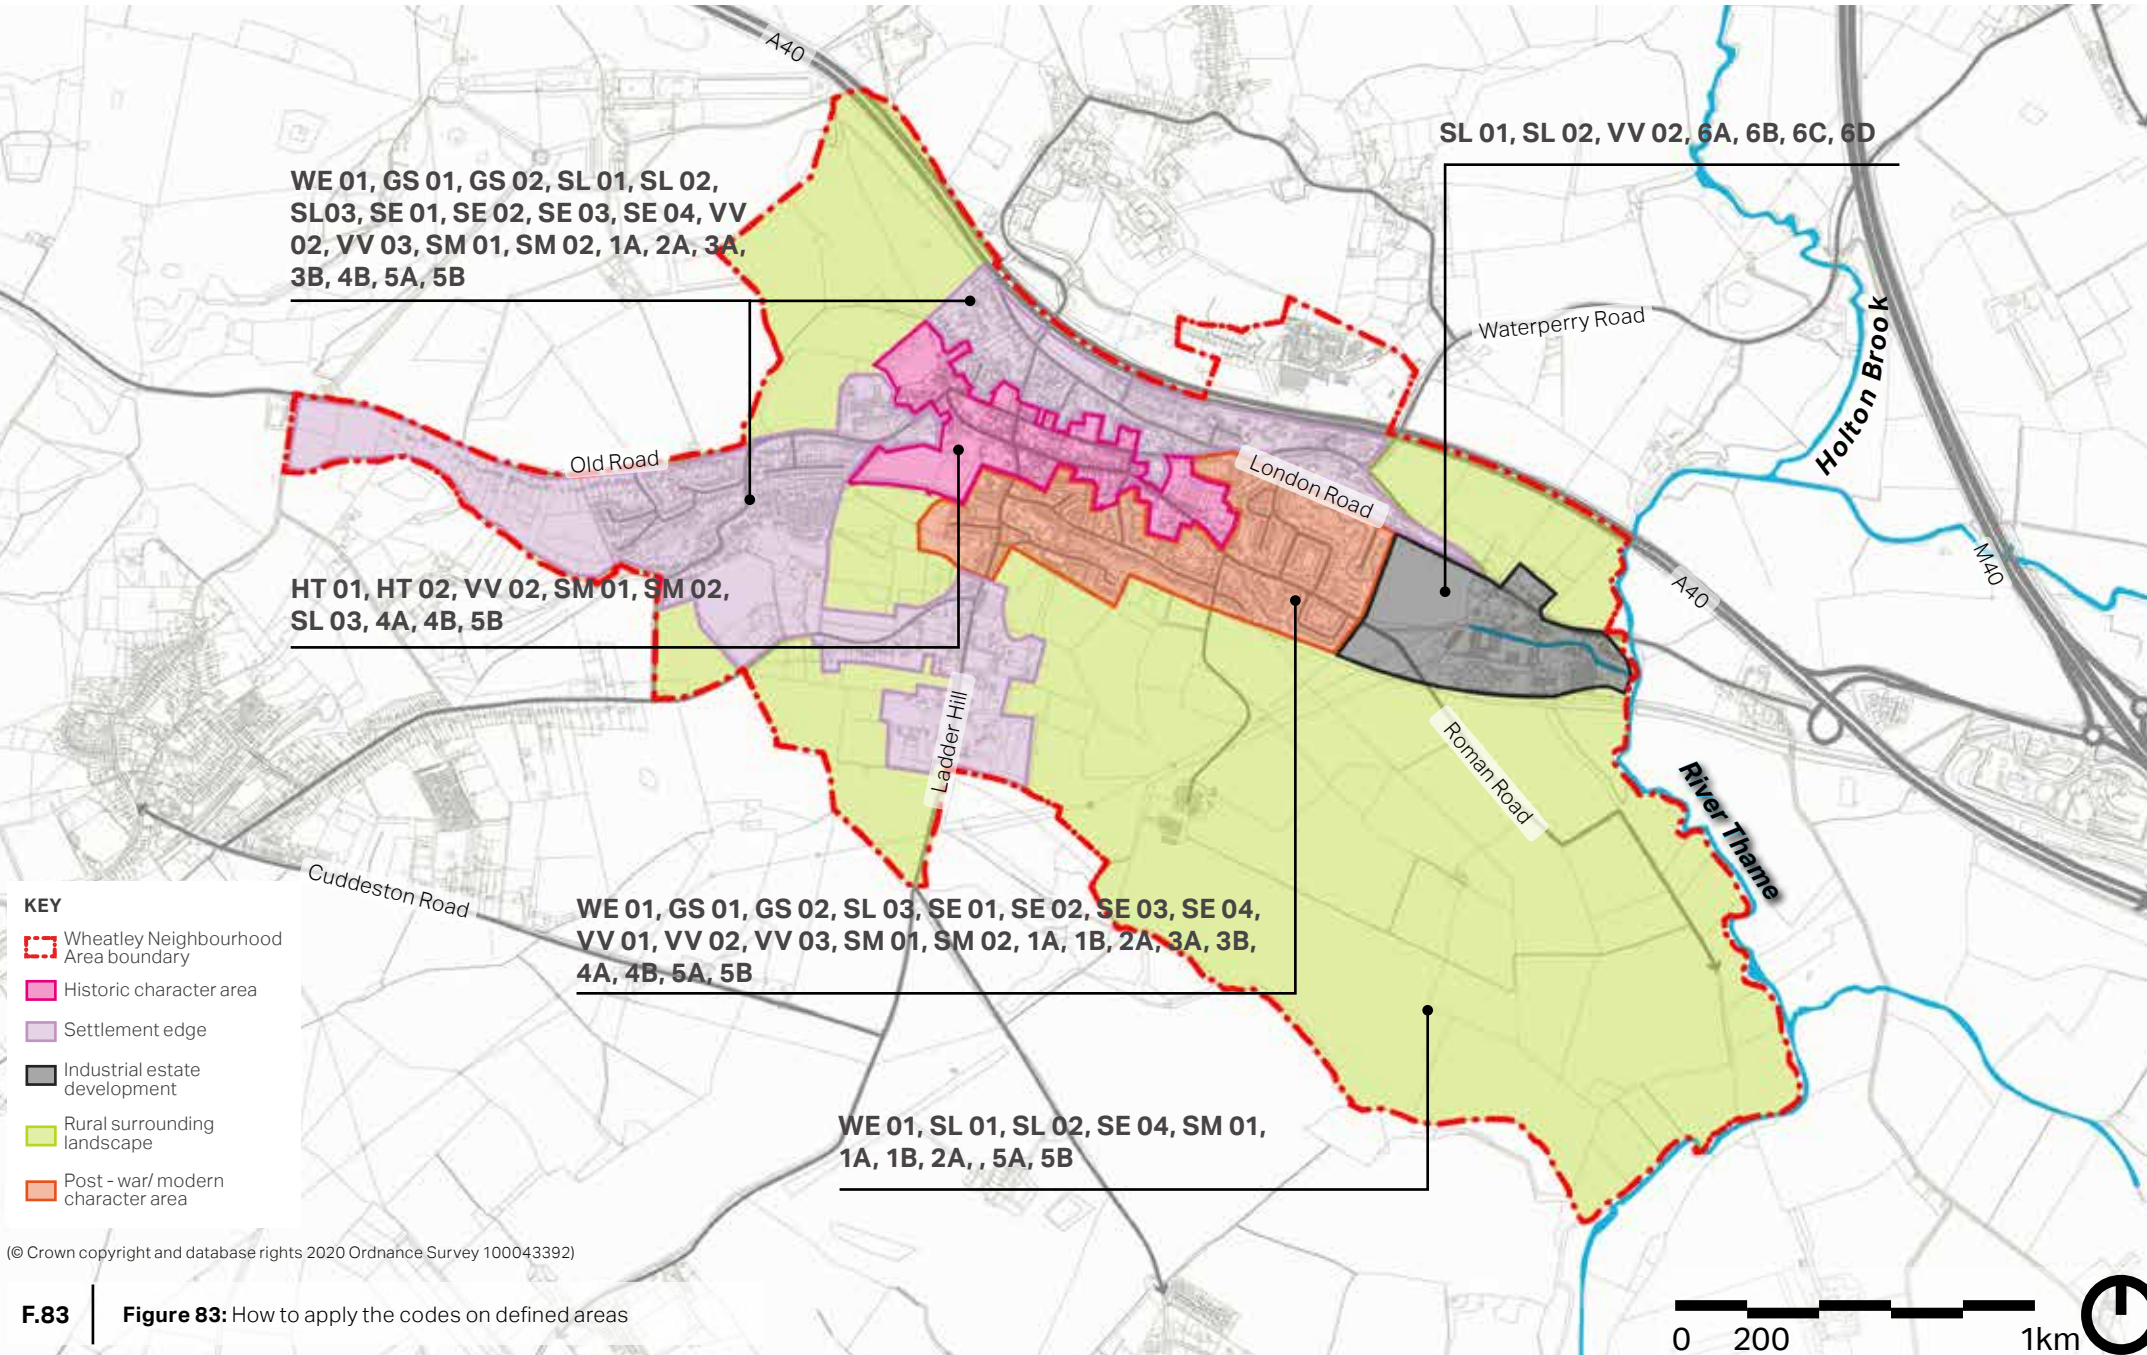 A40
SL 01, SL 02, VV 02, 6A, 6B, 6C, 6D
WE 01, GS 01, GS 02, SL 01, SL 02,
SL03, SE 01, SE 02, SE 03, SE 04, VV
02, VV 03, SM 01, SM 02, 1A, 2A, 3A,
3B, 4B, 5A, 5B
Waterperry Road
Holton Brook
Old Road
London Road
M40
A40
HT 01, HT 02, VV 02, SM 01, SM 02,
SL 03, 4A, 4B, 5B
Ladder Hill
Roman Road
River Thame
Cuddeston Road
WE 01, GS 01, GS 02, SL 03, SE 01, SE 02, SE 03, SE 04,
VV 01, VV 02, VV 03, SM 01, SM 02, 1A, 1B, 2A, 3A, 3B,
4A, 4B, 5A, 5B
WE 01, SL 01, SL 02, SE 04, SM 01,
1A, 1B, 2A, , 5A, 5B
KEY
Wheatley Neighbourhood
Area boundary
Historic character area
Settlement edge
Industrial estate
development
Rural surrounding
landscape
Post - war/ modern
character area
(© Crown copyright and database rights 2020 Ordnance Survey 100043392)
F.83
Figure 83: How to apply the codes on defined areas
0 200 1km